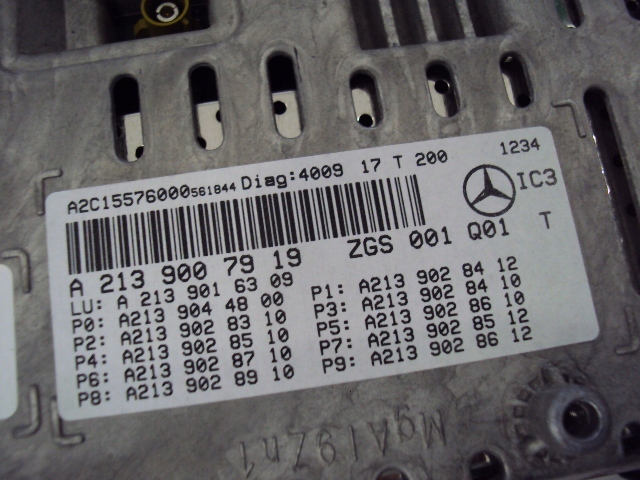 A2C15576000561844 Diag:4009 17 T 200 1234
IC3
A 213 900 79 19 ZGS 001 Q01 T
LU: A 213 901 63 09
P0: A213 904 48 00 P1: A213 902 84 12
P2: A213 902 83 10 P3: A213 902 84 10
P4: A213 902 85 10 P5: A213 902 86 10
P6: A213 902 87 10 P7: A213 902 85 12
P8: A213 902 89 10 P9: A213 902 86 12
MgAl9Zn1